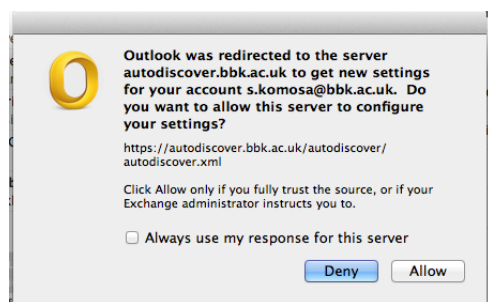 Outlook was redirected to the server
autodiscover.bbk.ac.uk to get new settings
for your account s.komosa@bbk.ac.uk. Do
you want to allow this server to configure
your settings?
https://autodiscover.bbk.ac.uk/autodiscover/
autodiscover.xml
Click Allow only if you fully trust the source, or if your
Exchange administrator instructs you to.
Always use my response for this server
Deny Allow